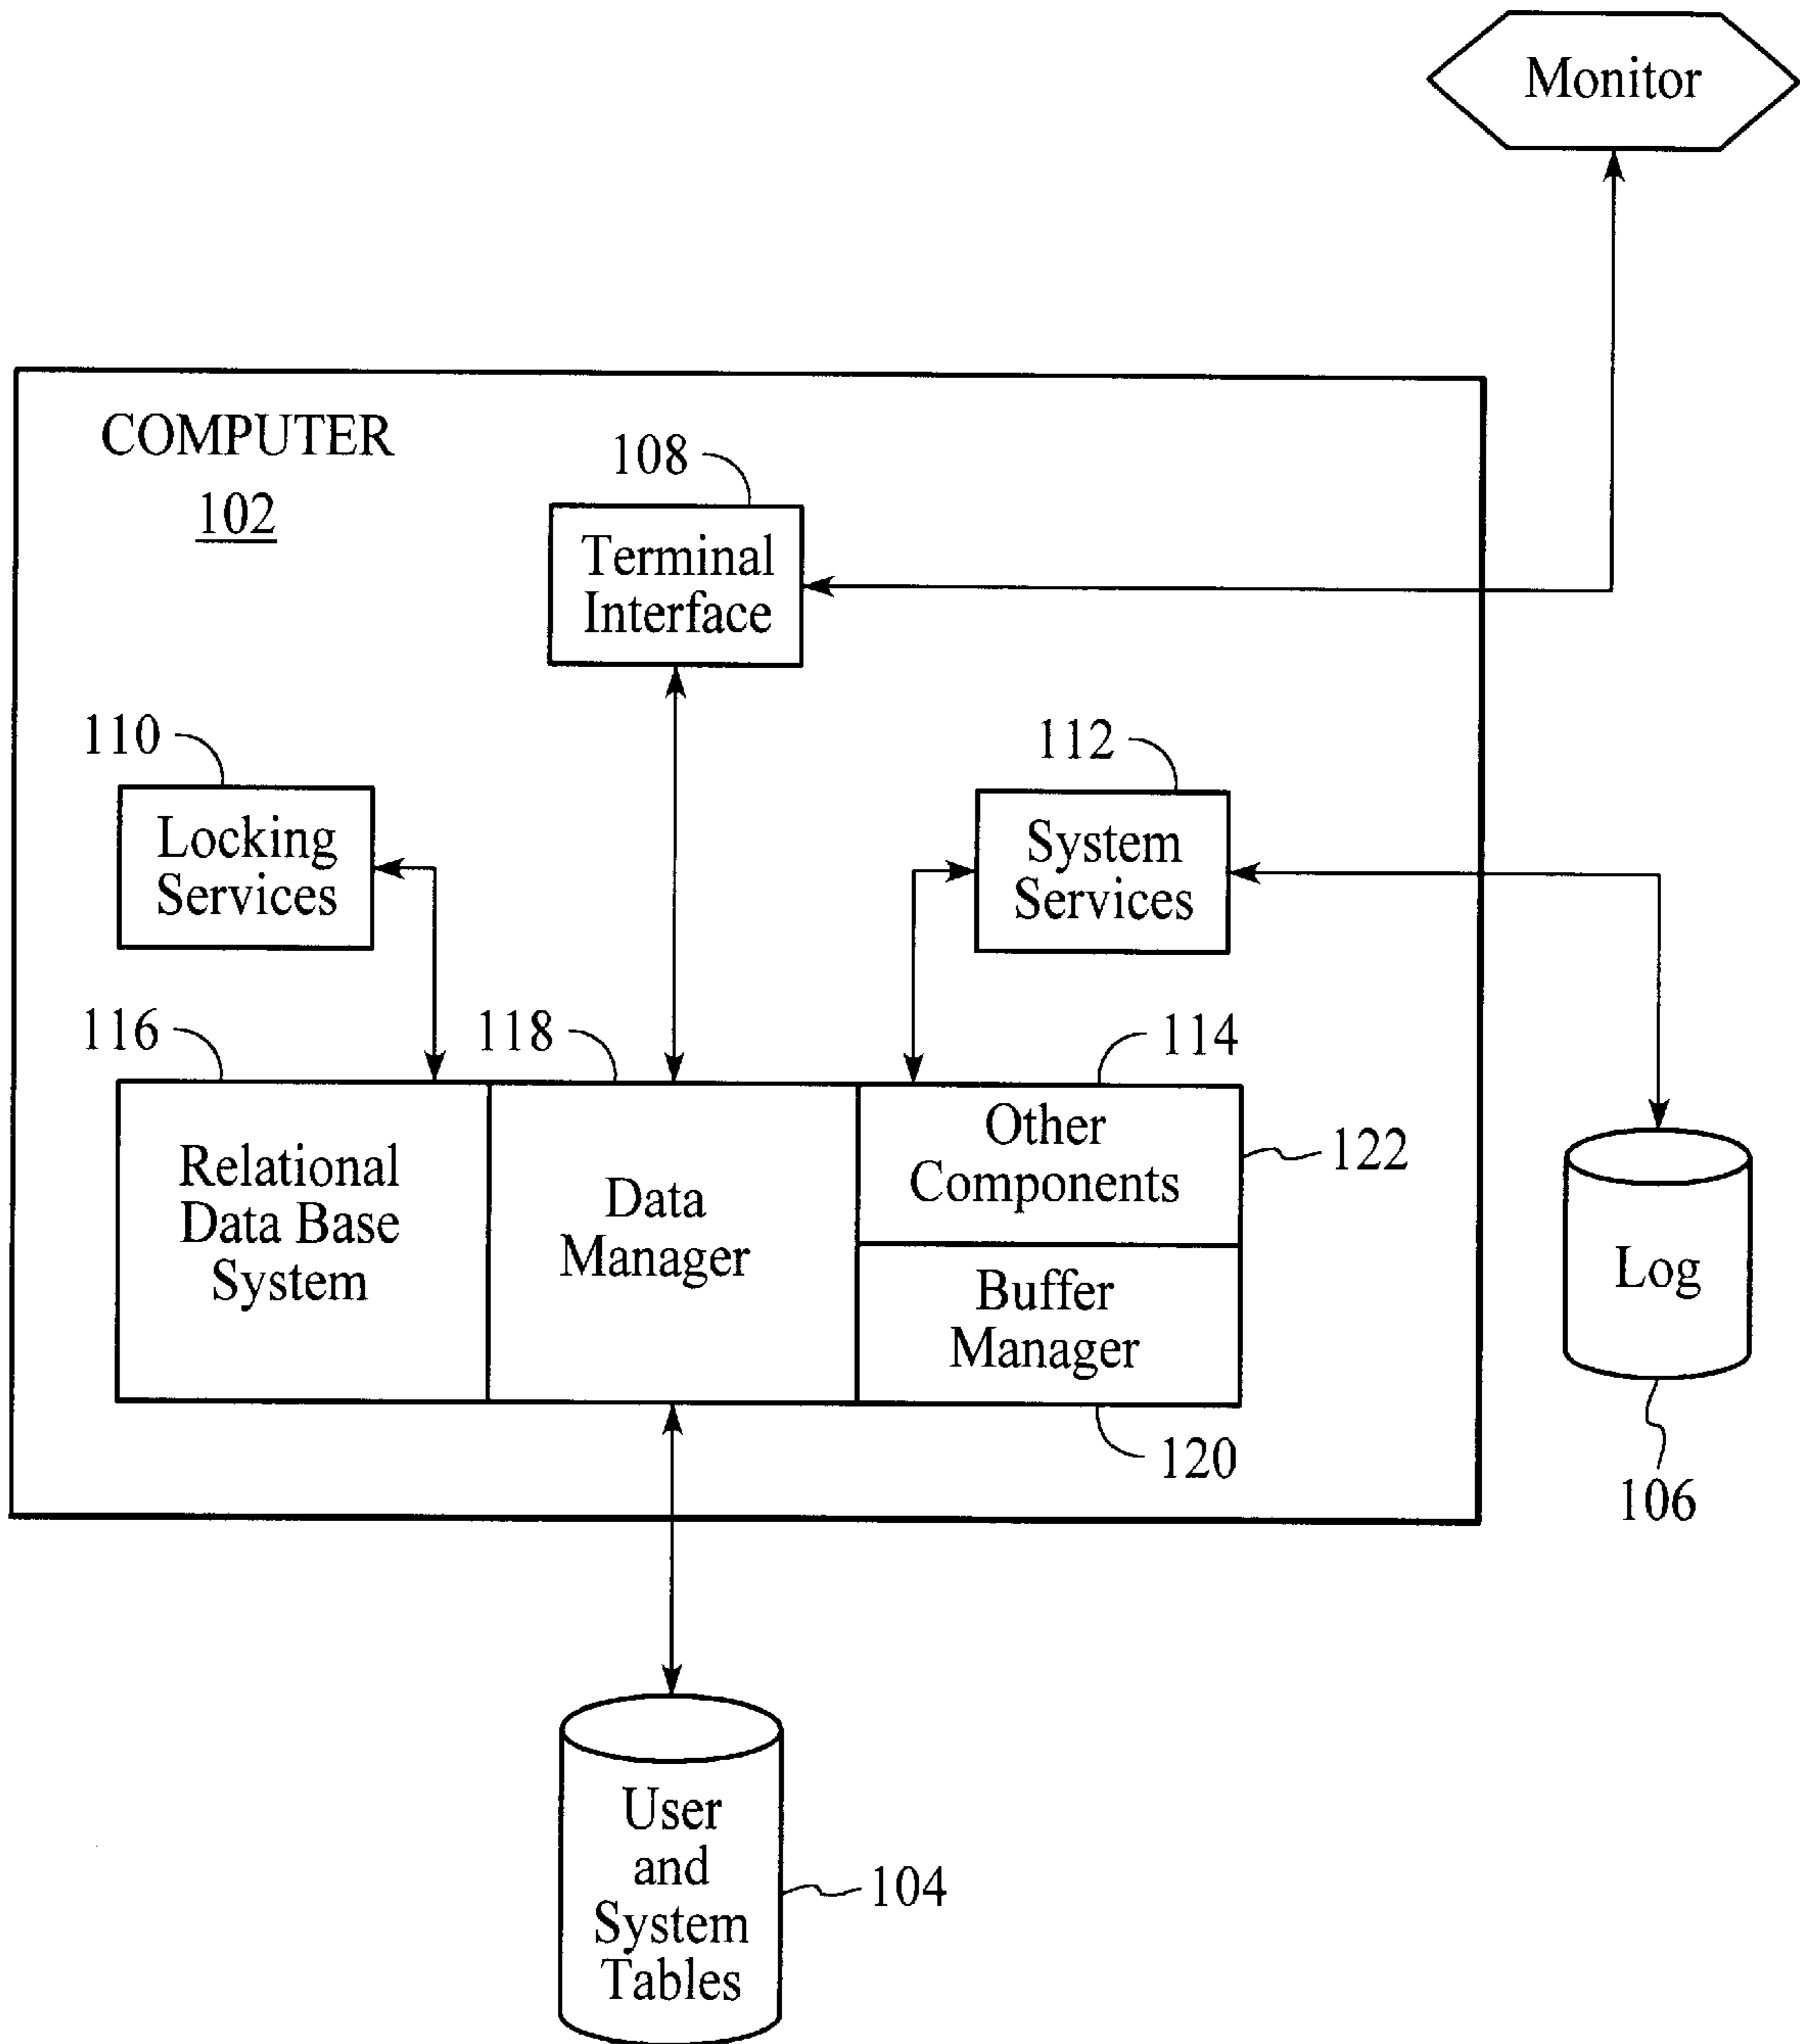 Monitor
COMPUTER
102
108
Terminal
Interface
110
Locking
Services
112
System
Services
116
118
114
Relational
Data Base
System
Data
Manager
Other
Components
122
Buffer
Manager
120
Log
106
User
and
System
Tables
104